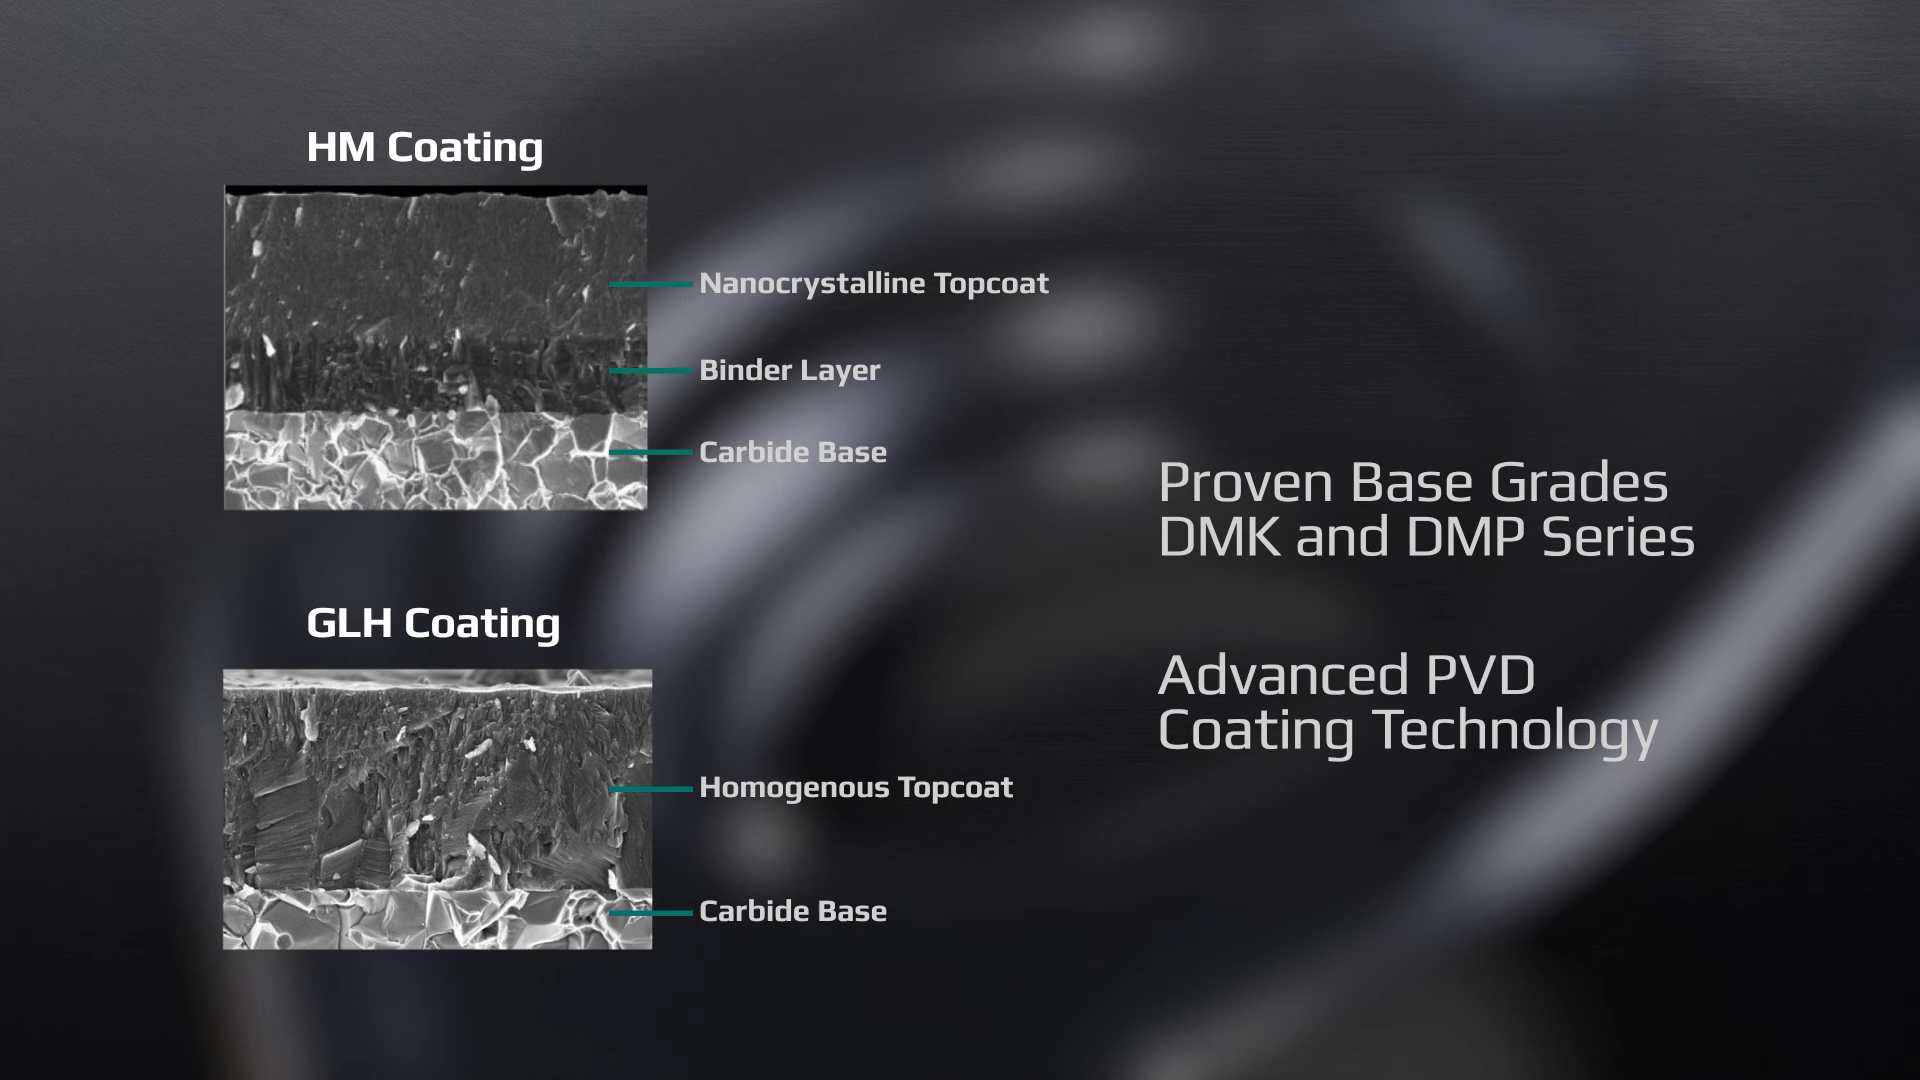 HM Coating
Nanocrystalline Topcoat
Binder Layer
Carbide Base
GLH Coating
Homogenous Topcoat
Carbide Base
Proven Base Grades
DMK and DMP Series
Advanced PVD
Coating Technology